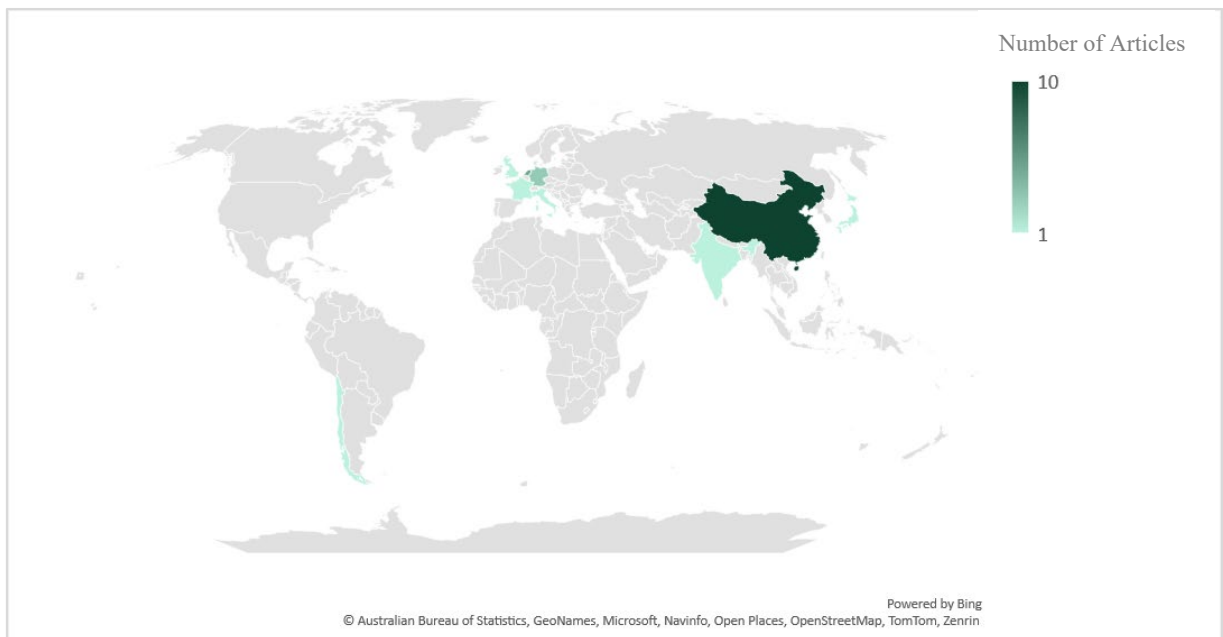 Number of Articles
10
1
Powered by Bing
© Australian Bureau of Statistics, GeoNames, Microsoft, Navinfo, Open Places, OpenStreetMap, TomTom, Zenrin